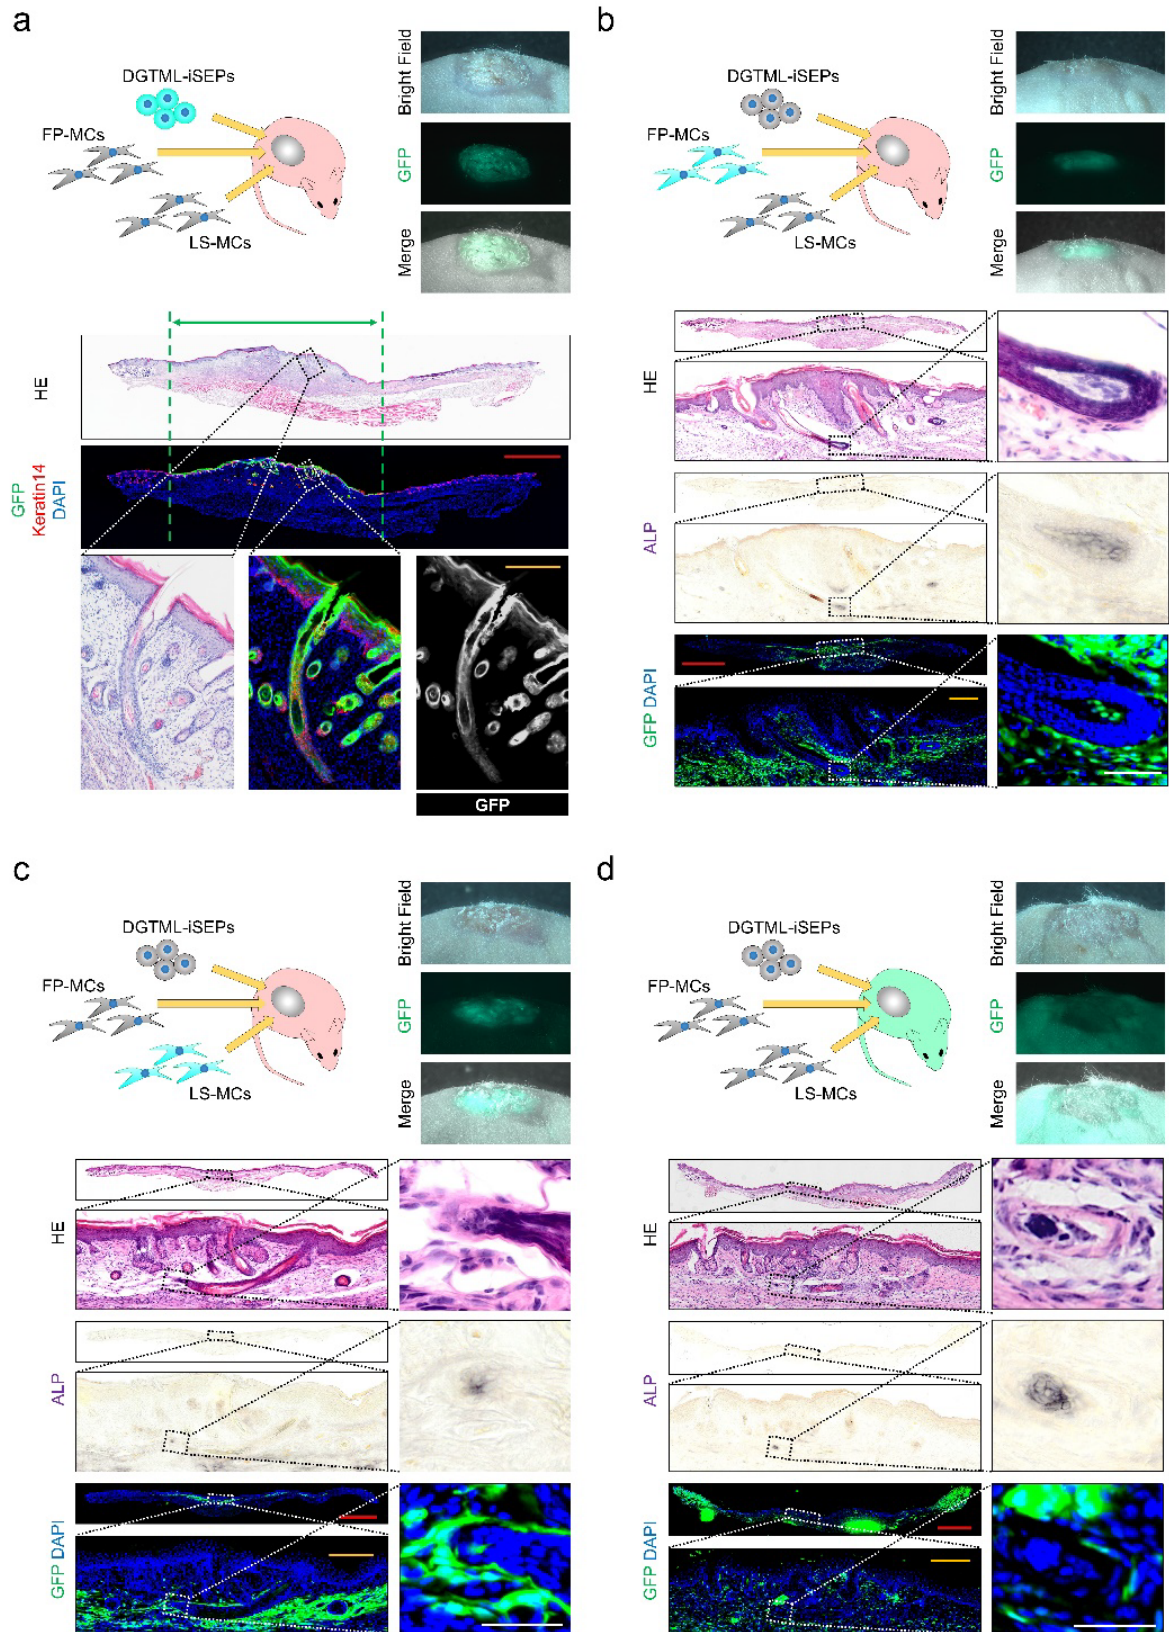 a
DGTML-iSEPs
FP-MCs
LS-MCs
Bright Field
GFP
Merge
HE
GFP
Keratin14
DAPI
GFP
b
DGTML-iSEPs
FP-MCs
LS-MCs
Bright Field
GFP
Merge
HE
ALP
GFP DAPI
c
DGTML-iSEPs
FP-MCs
LS-MCs
Bright Field
GFP
Merge
HE
ALP
GFP DAPI
d
DGTML-iSEPs
FP-MCs
LS-MCs
Bright Field
GFP
Merge
HE
ALP
GFP DAPI